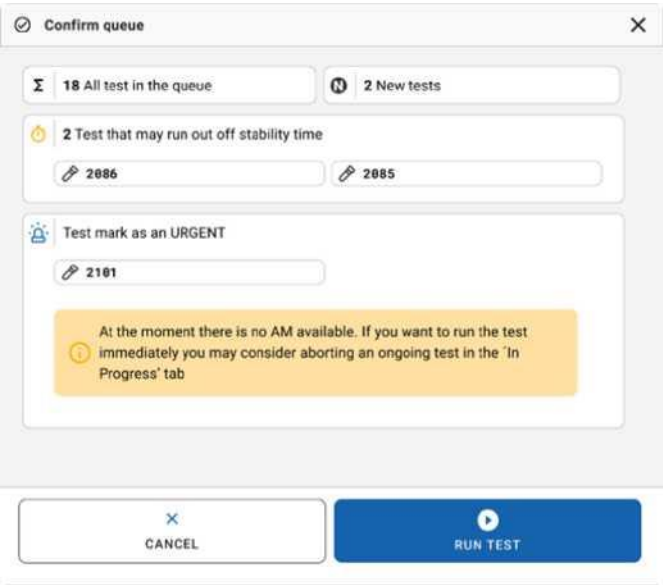 Confirm queue
Σ 18 All test in the queue
N 2 New tests
2 Test that may run out off stability time
2086
2085
Test mark as an URGENT
2101
At the moment there is no AM available. If you want to run the test
immediately you may consider aborting an ongoing test in the ´In
Progress' tab
CANCEL
RUN TEST